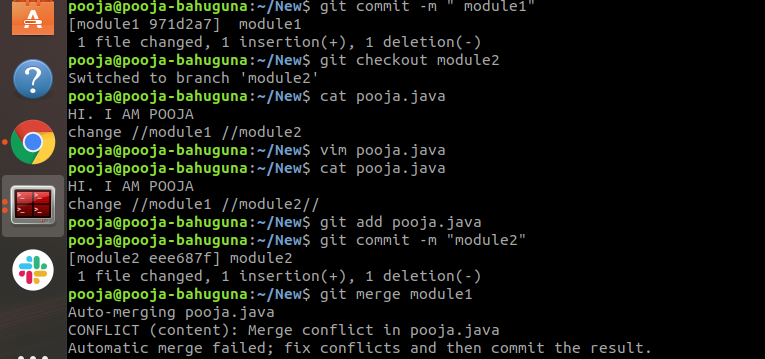 pooja@pooja-bahuguna:~/New$ git commit -m " module1"
[module1 971d2a7]  module1
 1 file changed, 1 insertion(+), 1 deletion(-)
pooja@pooja-bahuguna:~/New$ git checkout module2
Switched to branch 'module2'
pooja@pooja-bahuguna:~/New$ cat pooja.java
HI. I AM POOJA
change //module1 //module2
pooja@pooja-bahuguna:~/New$ vim pooja.java
pooja@pooja-bahuguna:~/New$ cat pooja.java
HI. I AM POOJA
change //module1 //module2//
pooja@pooja-bahuguna:~/New$ git add pooja.java
pooja@pooja-bahuguna:~/New$ git commit -m "module2"
[module2 eee687f] module2
 1 file changed, 1 insertion(+), 1 deletion(-)
pooja@pooja-bahuguna:~/New$ git merge module1
Auto-merging pooja.java
CONFLICT (content): Merge conflict in pooja.java
Automatic merge failed; fix conflicts and then commit the result.